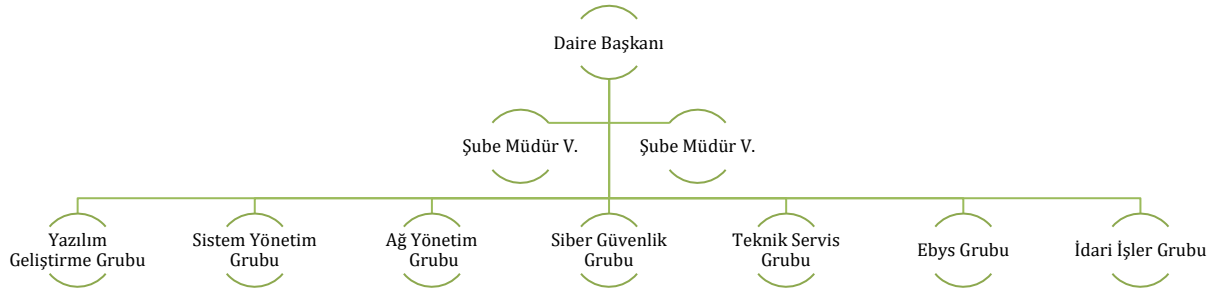 Daire Başkanı
Şube Müdür V.
Şube Müdür V.
Yazılım
Geliştirme Grubu
Sistem Yönetim
Grubu
Ağ Yönetim
Grubu
Siber Güvenlik
Grubu
Teknik Servis
Grubu
Ebys Grubu
İdari İşler Grubu